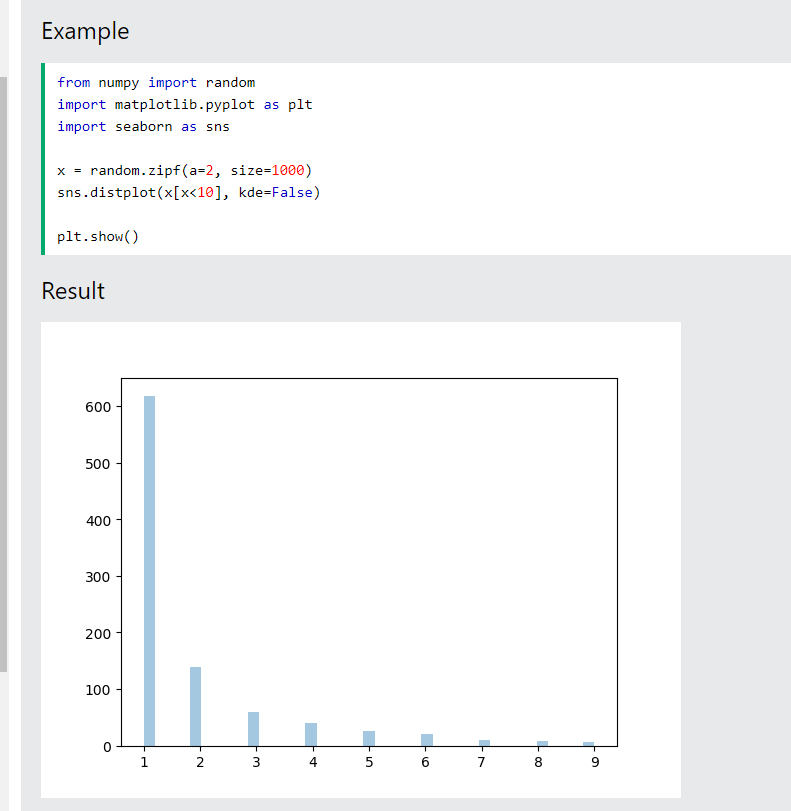 Example
from numpy import random
import matplotlib.pyplot as plt
import seaborn as sns
x = random.zipf(a=2, size=1000)
sns.distplot(x[x<10], kde=False)
plt.show()
Result
600
500
400
300
200
100
0
1 2 3 4 5 6 7 8 9